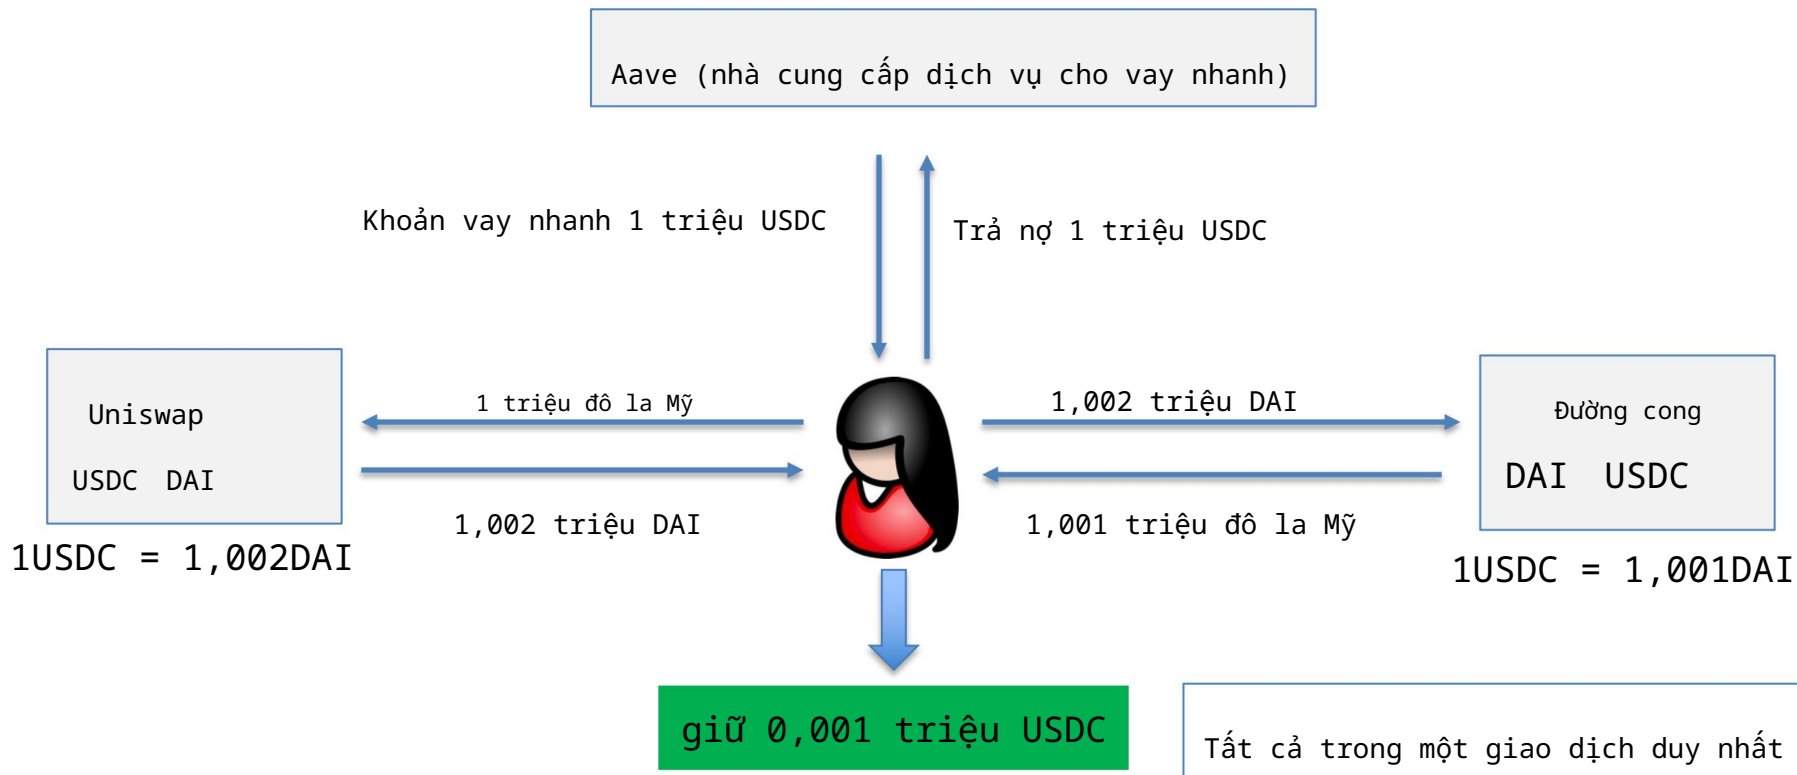 Aave (nhà cung cấp dịch vụ cho vay nhanh)
Khoản vay nhanh 1 triệu USDC
Trả nợ 1 triệu USDC
Uniswap
USDC DAI
1USDC = 1,002DAI
1 triệu đô la Mỹ
1,002 triệu DAI
1,002 triệu DAI
1,001 triệu đô la Mỹ
Đường cong
DAI USDC
1USDC = 1,001DAI
giữ 0,001 triệu USDC
Tất cả trong một giao dịch duy nhất